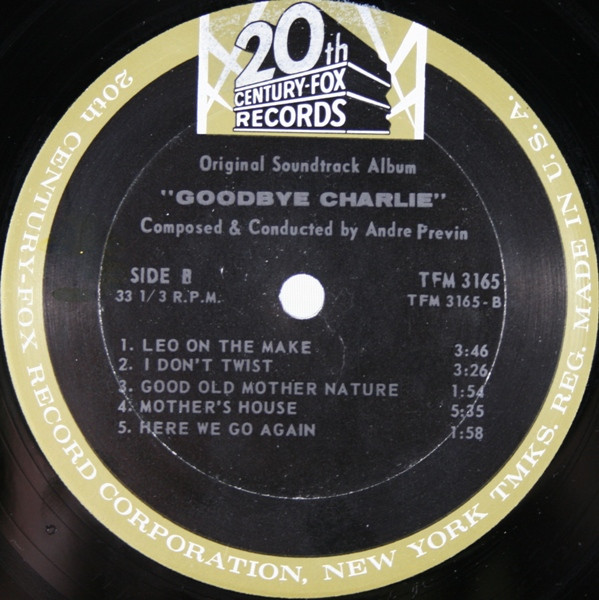 20th
CENTURY-FOX
RECORDS
Original Soundtrack Album
"GOODBYE CHARLIE"
Composed & Conducted by Andre Previn
SIDE B
TFM 3165
33 1/3 R.P.M.
TFM 3165-B
1. LEO ON THE MAKE 3:46
2. I DON'T TWIST 3:26
3. GOOD OLD MOTHER NATURE 1:54
4. MOTHER'S HOUSE 5:35
5. HERE WE GO AGAIN 1:58
20th CENTURY-FOX RECORD CORPORATION, NEW YORK TMKS. REG. MADE IN U.S.A.